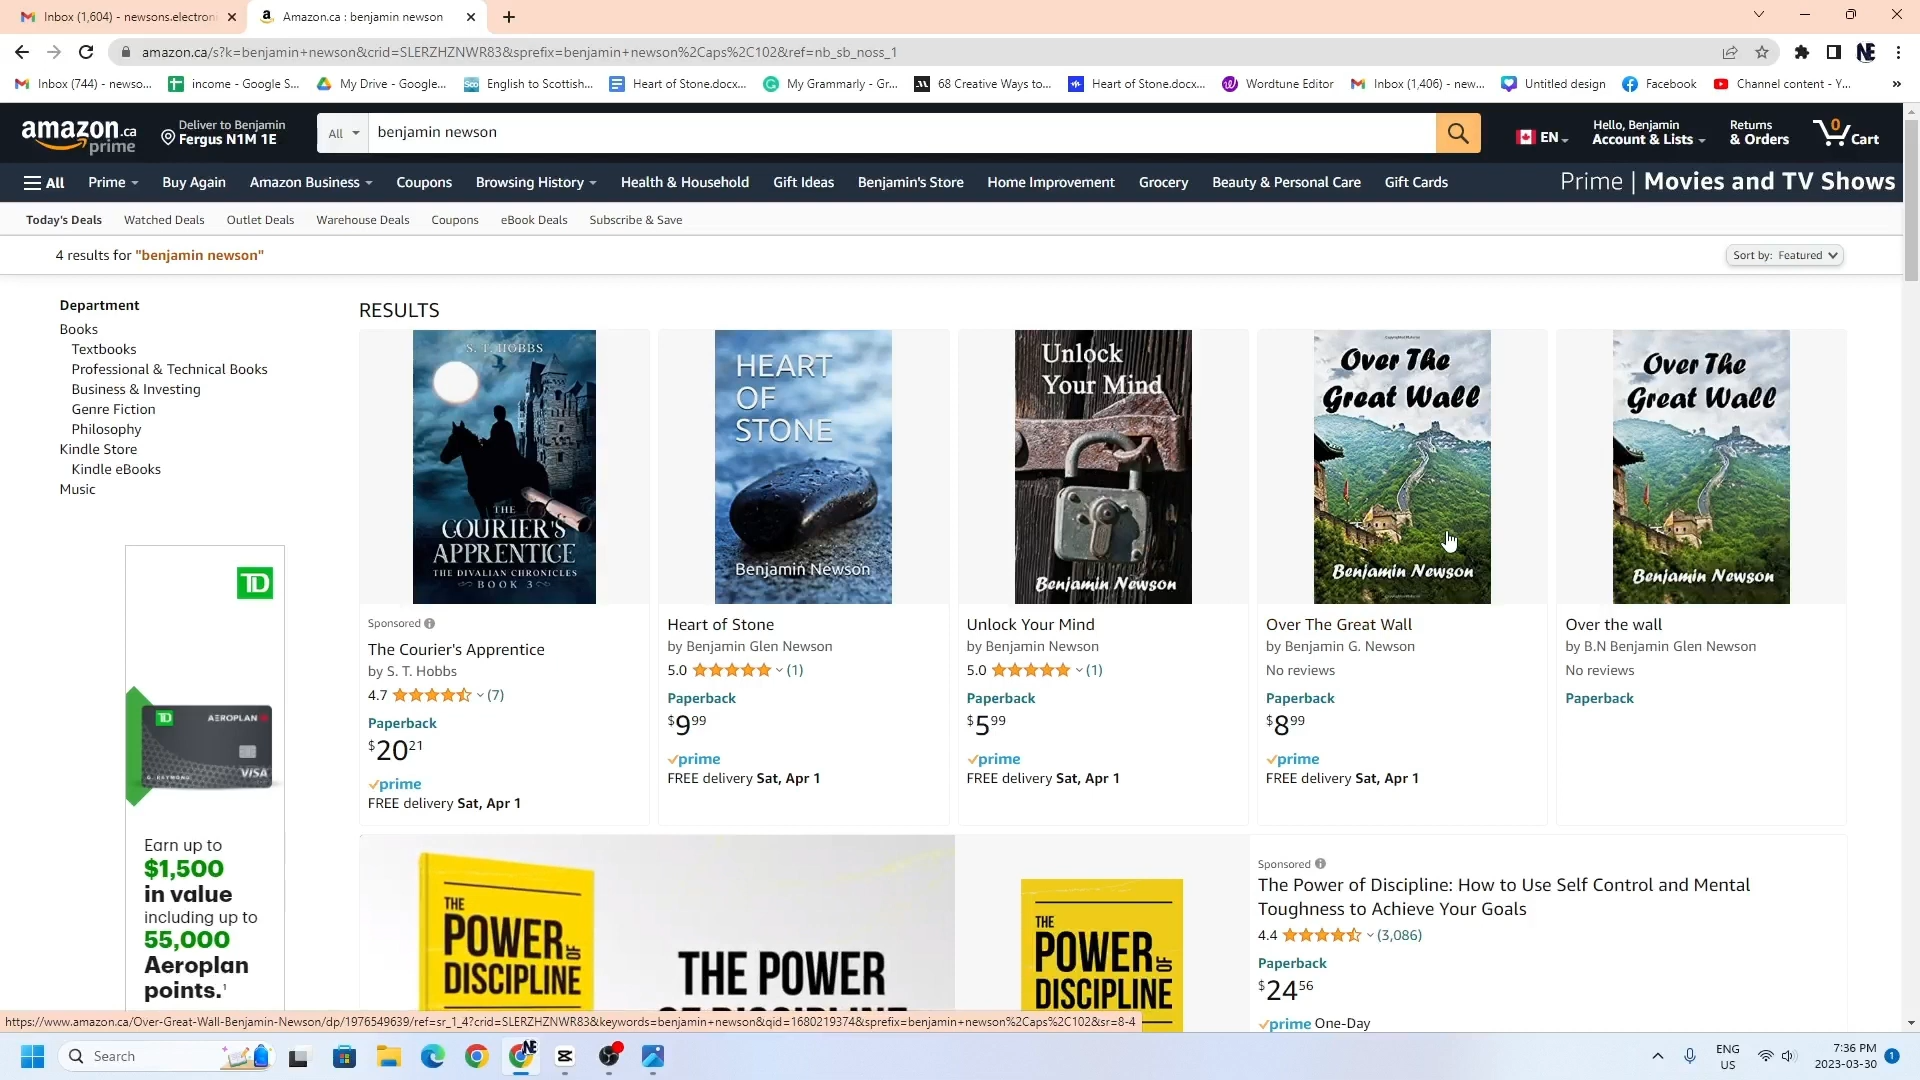 Inbox (1,604) - newsons.electroni
Amazon.ca : benjamin newson
amazon.ca/s?k=benjamin+newson&crid=SLERZHZNWR83&sprefix=benjamin+newson%2Caps%2C102&ref=nb_sb_noss_1
NE
Inbox (744) - newso...
income - Google S...
My Drive - Google...
English to Scottish...
Heart of Stone.docx...
My Grammarly - Gr...
68 Creative Ways to...
Heart of Stone.docx...
Wordtune Editor
Inbox (1,406) - new...
Untitled design
Facebook
Channel content - Y...
»
amazon.ca
prime
Deliver to Benjamin
Fergus N1M 1E
All
benjamin newson
EN
Hello, Benjamin
Account & Lists
Returns
& Orders
0
Cart
All
Prime
Buy Again
Amazon Business
Coupons
Browsing History
Health & Household
Gift Ideas
Benjamin's Store
Home Improvement
Grocery
Beauty & Personal Care
Gift Cards
Prime | Movies and TV Shows
Today's Deals
Watched Deals
Outlet Deals
Warehouse Deals
Coupons
eBook Deals
Subscribe & Save
4 results for "benjamin newson"
Sort by: Featured
Department
Books
Textbooks
Professional & Technical Books
Business & Investing
Genre Fiction
Philosophy
Kindle Store
Kindle eBooks
Music
TD
TD
AEROPLAN
VISA
Earn up to
$1,500
in value
including up to
55,000
Aeroplan
points.¹
RESULTS
S. T. HOBBS
THE
COURIER'S
APPRENTICE
THE DIVALIAN CHRONICLES
BOOK 3
Sponsored
The Courier's Apprentice
by S. T. Hobbs
4.7 (7)
Paperback
$20 21
prime
FREE delivery Sat, Apr 1
HEART
OF
STONE
Benjamin Newson
Heart of Stone
by Benjamin Glen Newson
5.0 (1)
Paperback
$9 99
prime
FREE delivery Sat, Apr 1
Unlock
Your Mind
Benjamin Newson
Unlock Your Mind
by Benjamin Newson
5.0 (1)
Paperback
$5 99
prime
FREE delivery Sat, Apr 1
Over The
Great Wall
Benjamin Newson
Over The Great Wall
by Benjamin G. Newson
No reviews
Paperback
$8 99
prime
FREE delivery Sat, Apr 1
Over The
Great Wall
Benjamin Newson
Over the wall
by B.N Benjamin Glen Newson
No reviews
Paperback
THE
POWER OF
DISCIPLINE
THE POWER
OF DISCIPLINE
THE
POWER OF
DISCIPLINE
Sponsored
The Power of Discipline: How to Use Self Control and Mental
Toughness to Achieve Your Goals
4.4 (3,086)
Paperback
$24 56
prime One-Day
https://www.amazon.ca/Over-Great-Wall-Benjamin-Newson/dp/1976549639/ref=sr_1_4?crid=SLERZHZNWR83&keywords=benjamin+newson&qid=1680219374&sprefix=benjamin+newson%2Caps%2C102&sr=8-4
Search
NE
ENG
US
7:36 PM
2023-03-30
1